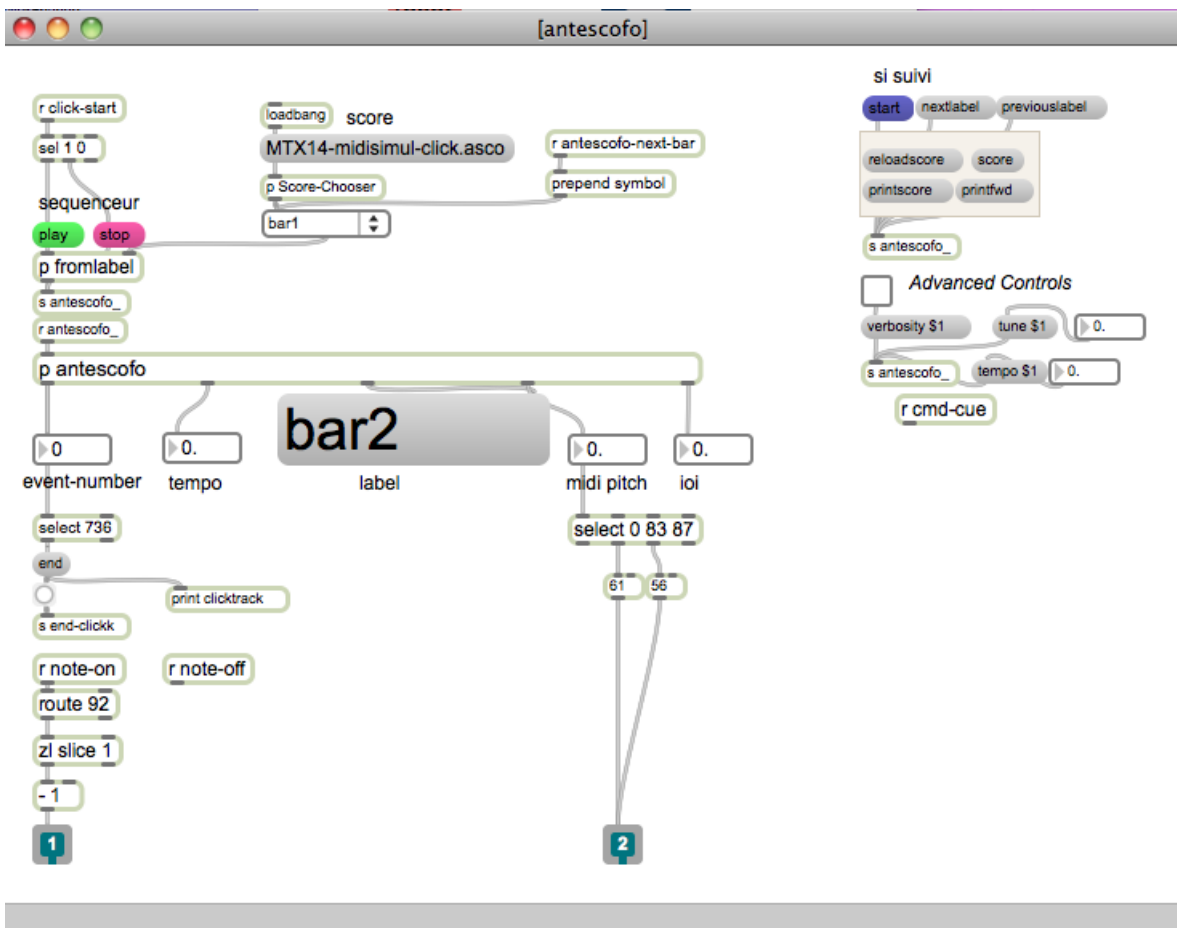 [antescofo]
si suivi
r click-start
loadbang
score
start
nextlabel
previouslabel
sel 1 0
MTX14-midisimul-click.asco
r antescofo-next-bar
reloadscore
score
p Score-Chooser
prepend symbol
printscore
printfwd
sequenceur
bar1
play
stop
s antescofo_
p fromlabel
Advanced Controls
s antescofo_
r antescofo_
verbosity $1
tune $1
0.
p antescofo
s antescofo_
tempo $1
0.
r cmd-cue
bar2
0
0.
0.
0.
event-number
tempo
label
midi pitch
ioi
select 736
select 0 83 87
end
61
56
print clicktrack
s end-clickk
r note-on
r note-off
route 92
zl slice 1
- 1
1
2